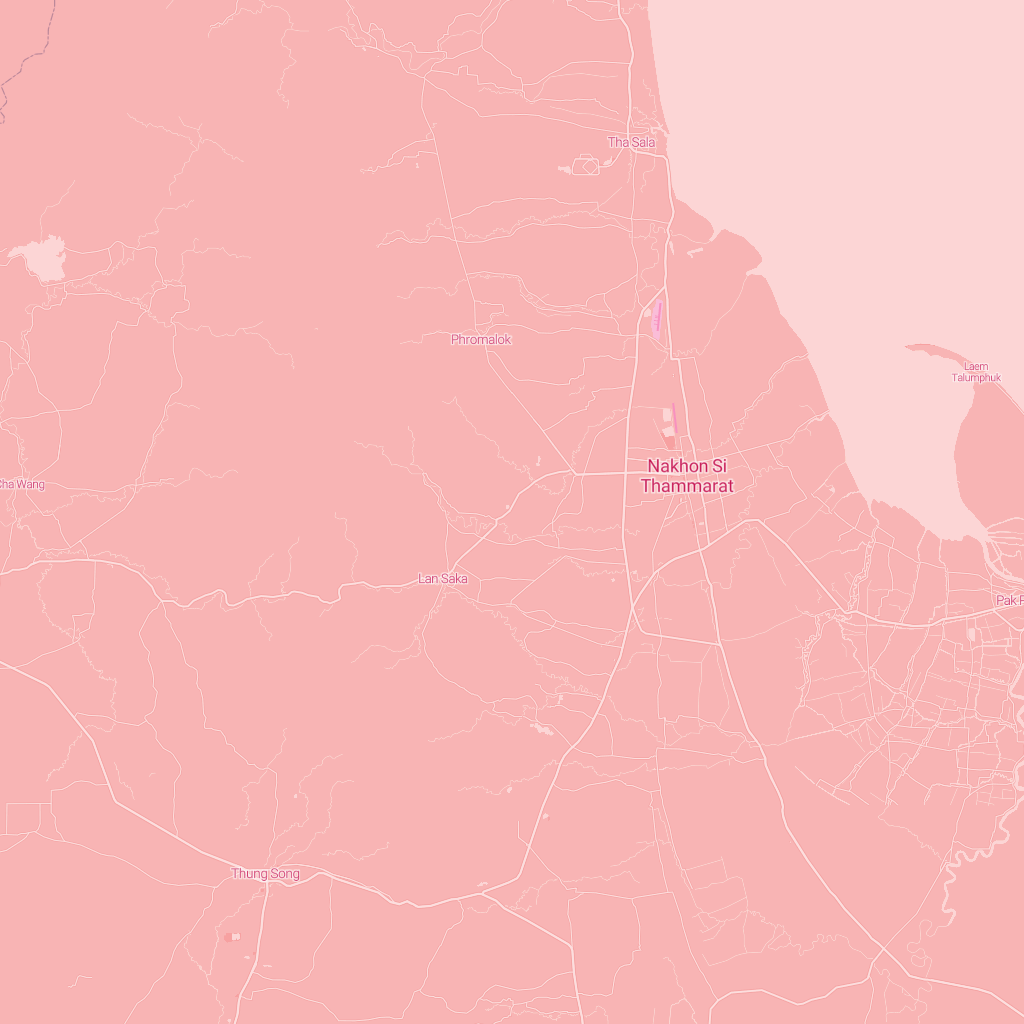 Tha Sala
Phromalok
Laem
Talumphuk
Nakhon Si
Thammarat
Cha Wang
Lan Saka
Pak P
Thung Song